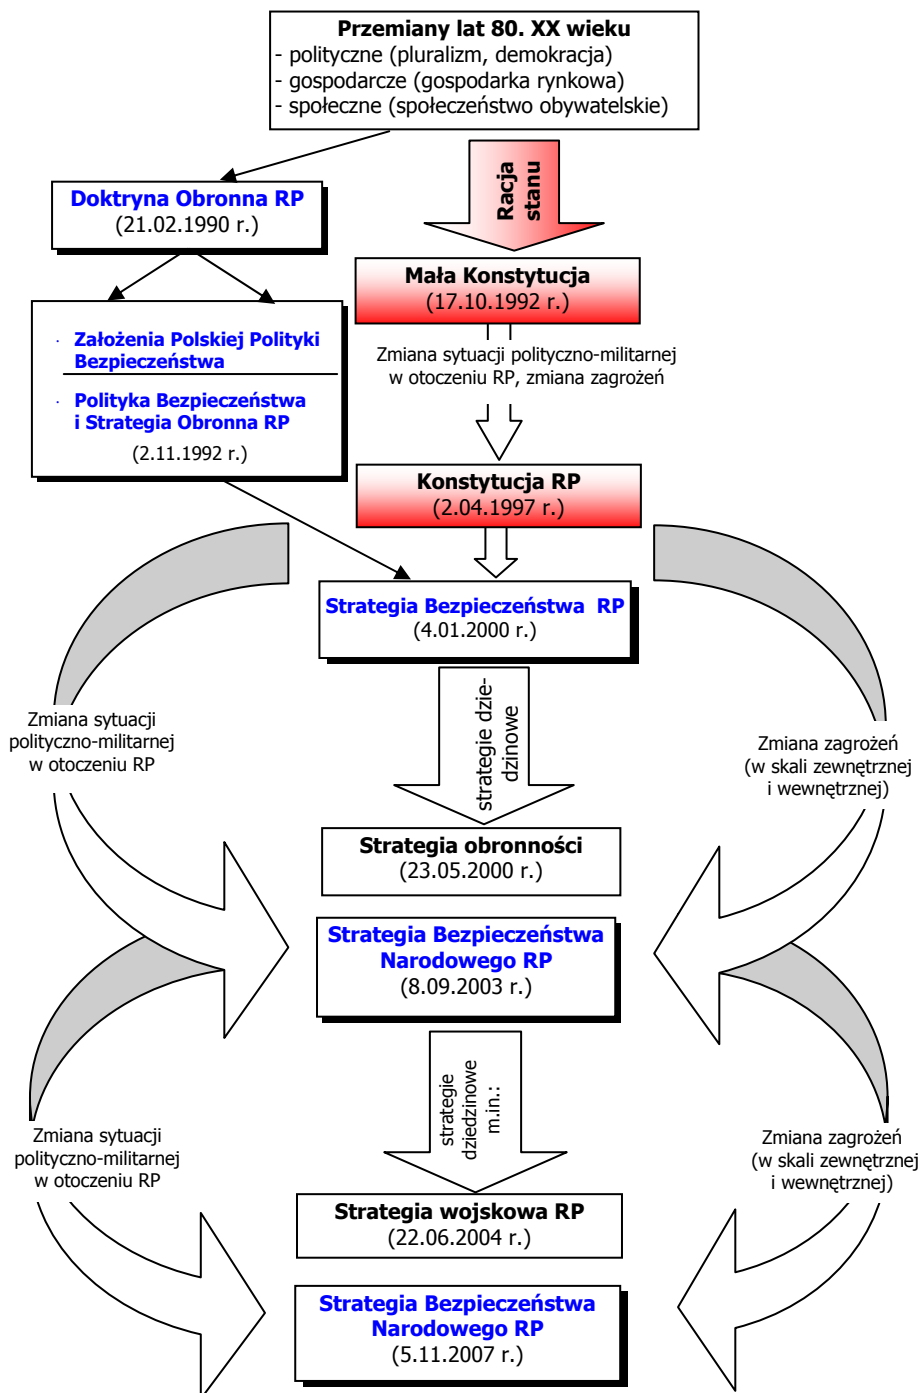 Przemiany lat 80. XX wieku
- polityczne (pluralizm, demokracja)
- gospodarcze (gospodarka rynkowa)
- społeczne (społeczeństwo obywatelskie)
Racja
stanu
Doktryna Obronna RP
(21.02.1990 r.)
Mała Konstytucja
(17.10.1992 r.)
· Założenia Polskiej Polityki
Bezpieczeństwa
· Polityka Bezpieczeństwa
i Strategia Obronna RP
(2.11.1992 r.)
Zmiana sytuacji polityczno-militarnej
w otoczeniu RP, zmiana zagrożeń
Konstytucja RP
(2.04.1997 r.)
Strategia Bezpieczeństwa RP
(4.01.2000 r.)
strategie dzie-
dzinowe
Zmiana sytuacji
polityczno-militarnej
w otoczeniu RP
Zmiana zagrożeń
(w skali zewnętrznej
i wewnętrznej)
Strategia obronności
(23.05.2000 r.)
Strategia Bezpieczeństwa
Narodowego RP
(8.09.2003 r.)
strategie
dziedzinowe
m.in.:
Zmiana sytuacji
polityczno-militarnej
w otoczeniu RP
Zmiana zagrożeń
(w skali zewnętrznej
i wewnętrznej)
Strategia wojskowa RP
(22.06.2004 r.)
Strategia Bezpieczeństwa
Narodowego RP
(5.11.2007 r.)